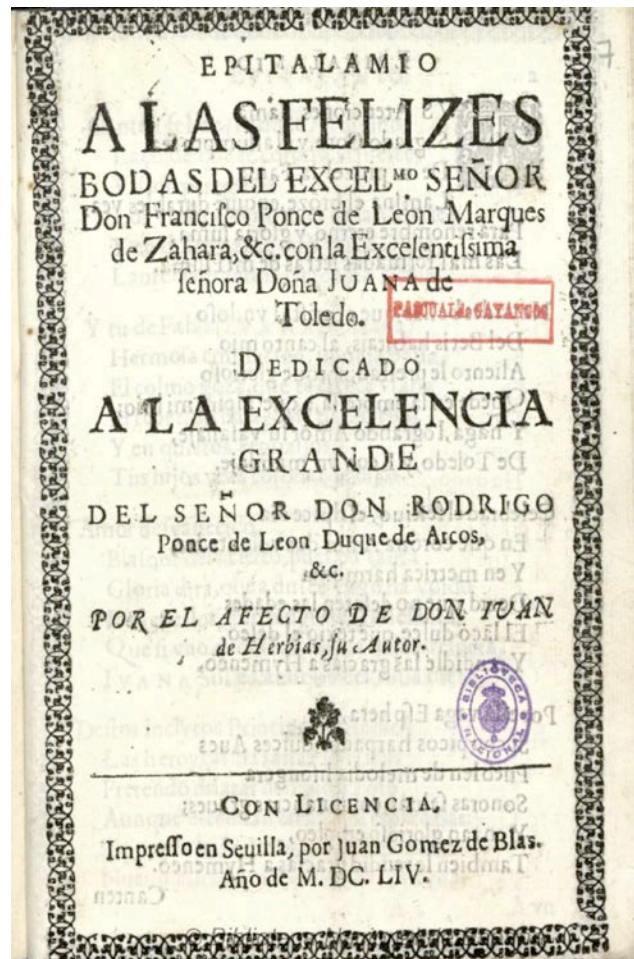 7
EPITALAMIO
A LAS FELIZES
BODAS DEL EXCEL.MO SEÑOR
Don Francisco Ponce de Leon Marques
de Zahara, &c. con la Excelentissima
señora Doña JUANA de
Toledo.
PASCUAL de GAYANGOS
DEDICADO
A LA EXCELENCIA
GRANDE
DEL SEÑOR DON RODRIGO
Ponce de Leon Duque de Arcos,
&c.
POR EL AFECTO DE DON IVAN
de Herbias, su Autor.
BIBLIOTECA NACIONAL
CON LICENCIA,
Impresso en Seuilla, por Juan Gomez de Blas.
Año de M. DC. LIV.